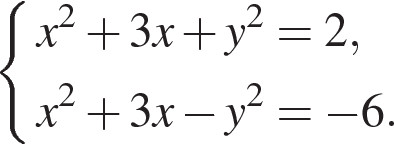 x² + 3x + y² = 2,
x² + 3x − y² = −6.